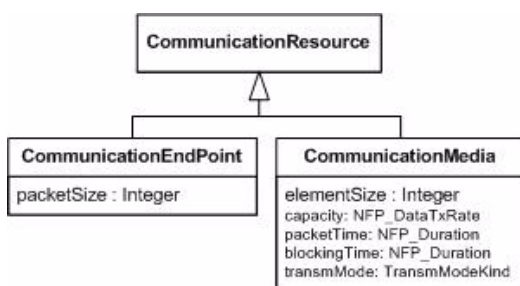 CommunicationResource
CommunicationEndPoint
packetSize : Integer
CommunicationMedia
elementSize : Integer
capacity: NFP_DataTxRate
packetTime: NFP_Duration
blockingTime: NFP_Duration
transmMode: TransmModeKind